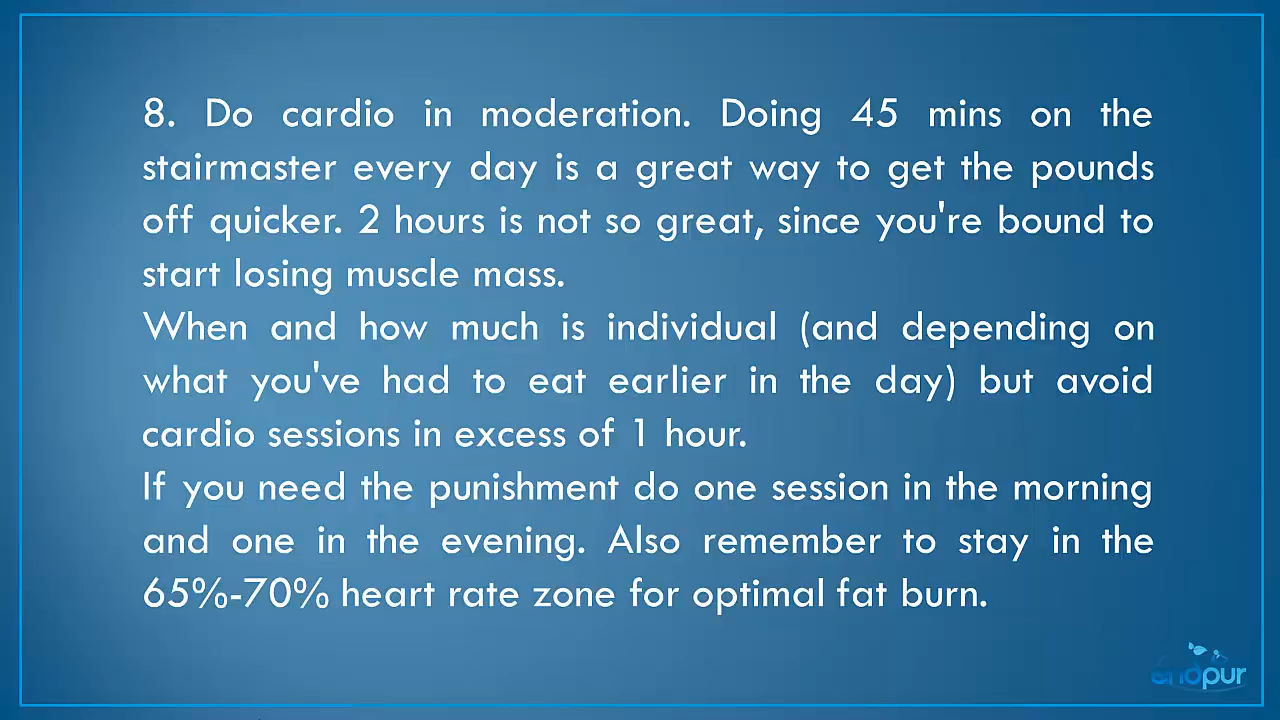 8. Do cardio in moderation. Doing 45 mins on the
stairmaster every day is a great way to get the pounds
off quicker. 2 hours is not so great, since you're bound to
start losing muscle mass.
When and how much is individual (and depending on
what you've had to eat earlier in the day) but avoid
cardio sessions in excess of 1 hour.
If you need the punishment do one session in the morning
and one in the evening. Also remember to stay in the
65%-70% heart rate zone for optimal fat burn.